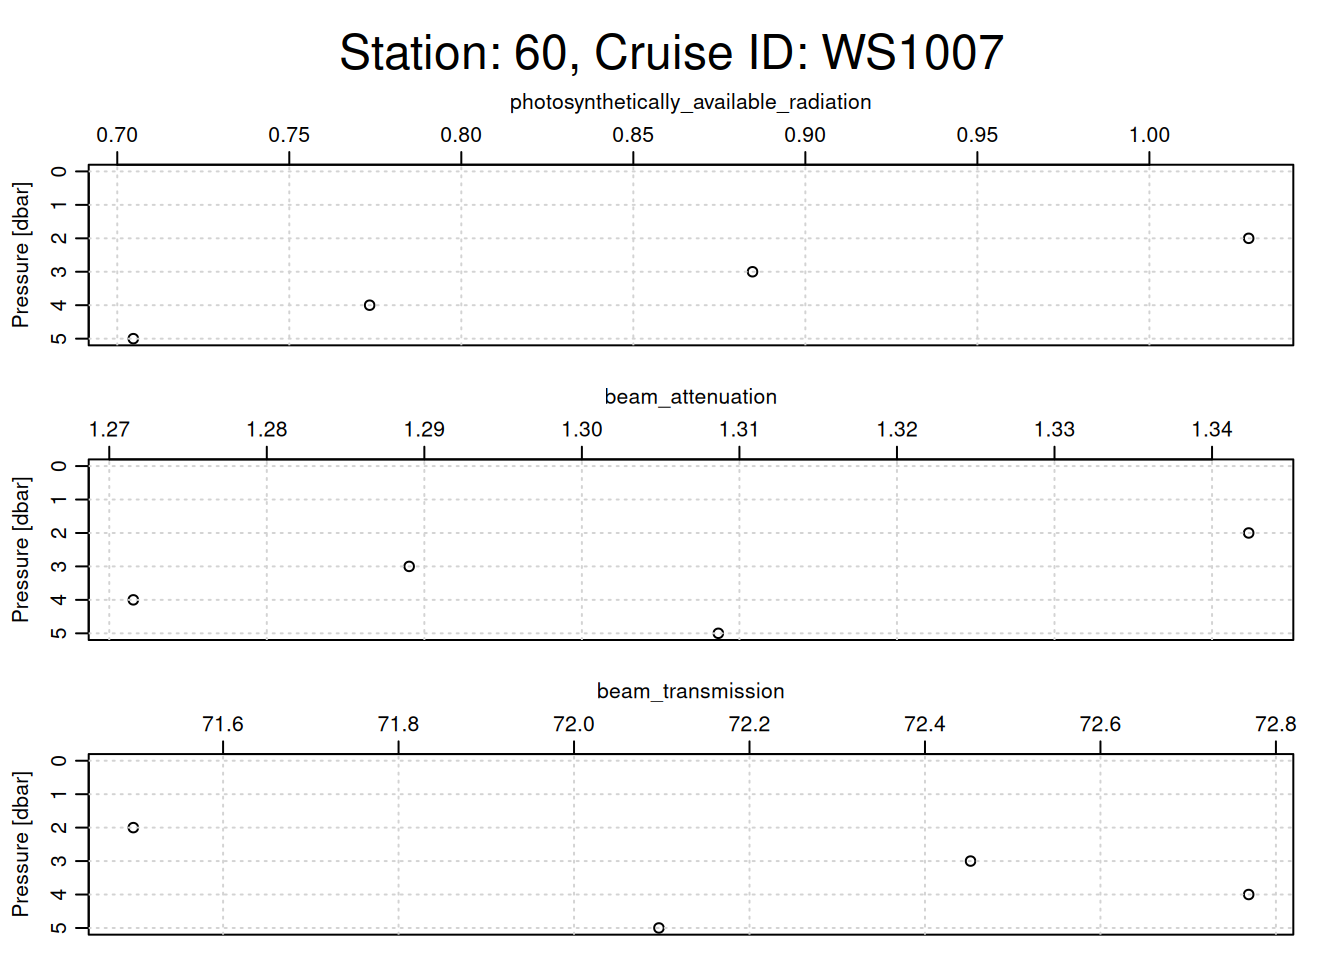 Station: 60, Cruise ID: WS1007
photosynthetically_available_radiation
0.70 0.75 0.80 0.85 0.90 0.95 1.00
Pressure [dbar]
0
1
2
3
4
5
beam_attenuation
1.27 1.28 1.29 1.30 1.31 1.32 1.33 1.34
Pressure [dbar]
0
1
2
3
4
5
beam_transmission
71.6 71.8 72.0 72.2 72.4 72.6 72.8
Pressure [dbar]
0
1
2
3
4
5